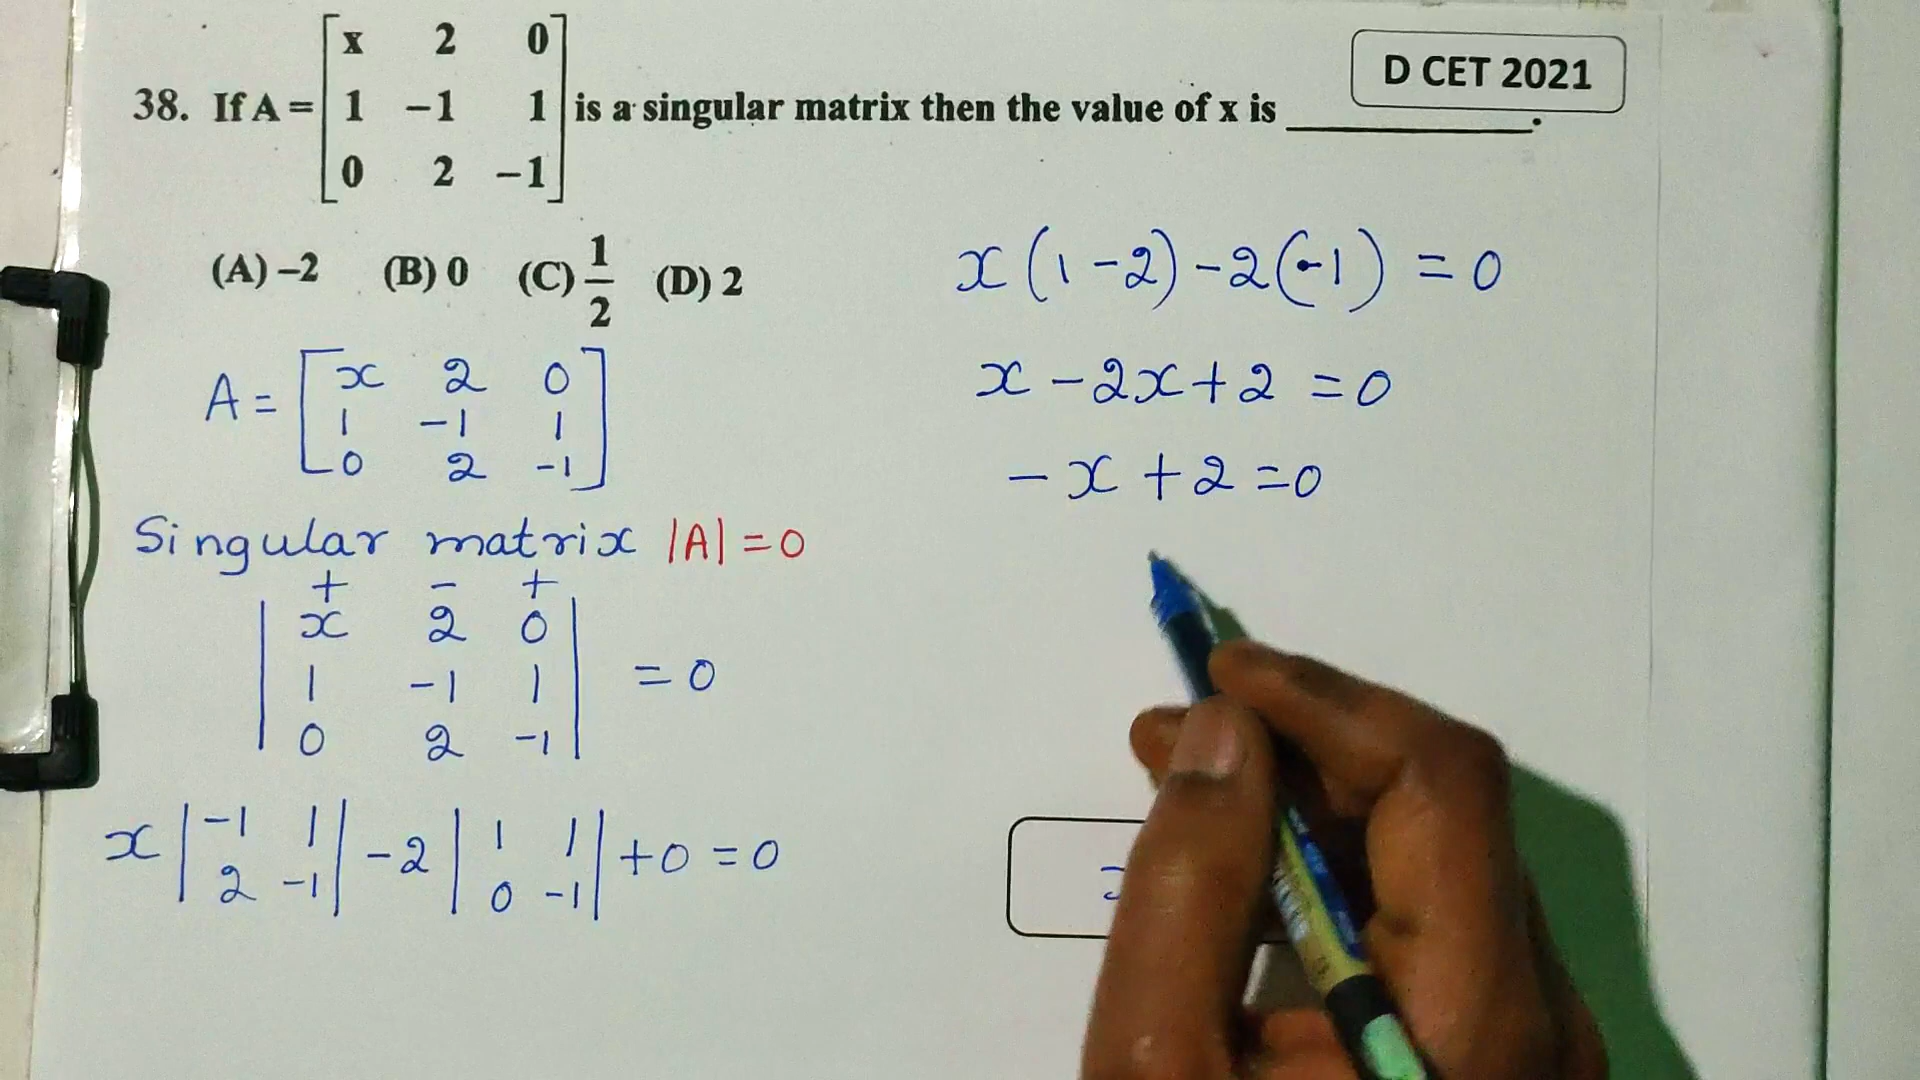 D CET 2021
38. If A = [x 2 0
1 −1 1
0 2 −1] is a singular matrix then the value of x is ____________.
(A) −2 (B) 0 (C) 1/2 (D) 2
A = [x 2 0
1 −1 1
0 2 −1]
Singular matrix |A| = 0
+ − +
|x 2 0|
|1 −1 1| = 0
|0 2 −1|
x |−1 1| −2 |1 1| +0 = 0
|2 −1| |0 −1|
x(1−2)−2(−1) = 0
x − 2x + 2 = 0
−x + 2 = 0